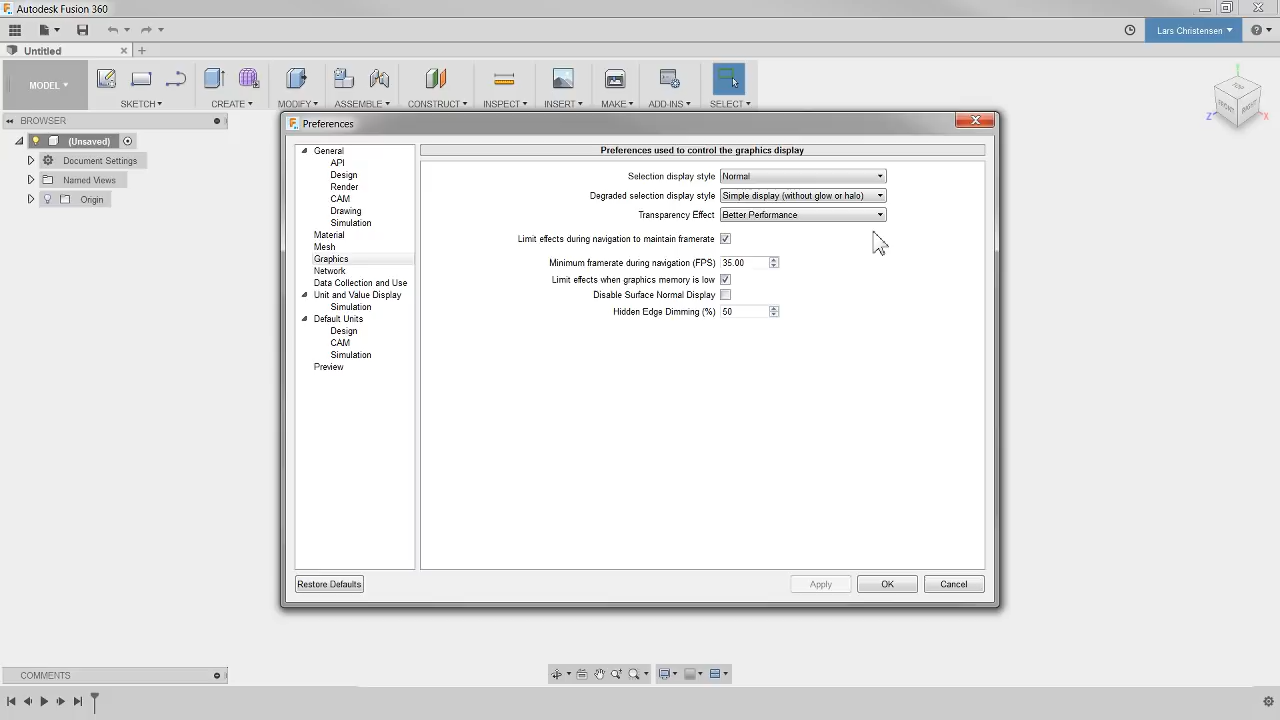 Autodesk Fusion 360
Lars Christensen
Untitled
MODEL
SKETCH
CREATE
MODIFY
ASSEMBLE
CONSTRUCT
INSPECT
INSERT
MAKE
ADD-INS
SELECT
BROWSER
(Unsaved)
Document Settings
Named Views
Origin
TOP
FRONT
RIGHT
Z
X
Preferences
General
API
Design
Render
CAM
Drawing
Simulation
Material
Mesh
Graphics
Network
Data Collection and Use
Unit and Value Display
Simulation
Default Units
Design
CAM
Simulation
Preview
Preferences used to control the graphics display
Selection display style Normal
Degraded selection display style Simple display (without glow or halo)
Transparency Effect Better Performance
Limit effects during navigation to maintain framerate
Minimum framerate during navigation (FPS) 35.00
Limit effects when graphics memory is low
Disable Surface Normal Display
Hidden Edge Dimming (%) 50
Restore Defaults
Apply
OK
Cancel
COMMENTS